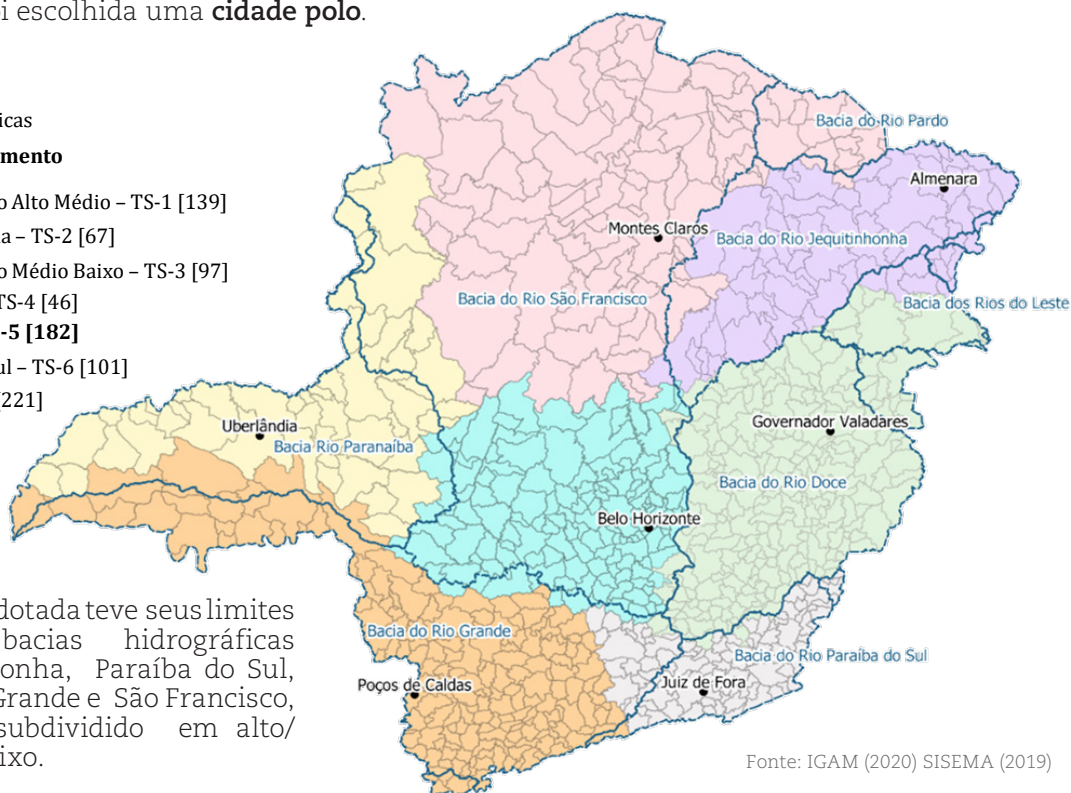 oi escolhida uma cidade polo.
icas
mento
o Alto Médio – TS-1 [139]
a – TS-2 [67]
o Médio Baixo – TS-3 [97]
TS-4 [46]
-5 [182]
ul – TS-6 [101]
[221]
Bacia do Rio Pardo
Almenara
Montes Claros
Bacia do Rio Jequitinhonha
Bacia do Rio São Francisco
Bacia dos Rios do Leste
Uberlândia
Governador Valadares
Bacia Rio Paranaíba
Bacia do Rio Doce
Belo Horizonte
Bacia do Rio Grande
Bacia do Rio Paraíba do Sul
Poços de Caldas
Juiz de Fora
dotada teve seus limites
bacias hidrográficas
onha, Paraíba do Sul,
Grande e São Francisco,
subdividido em alto/
ixo.
Fonte: IGAM (2020) SISEMA (2019)